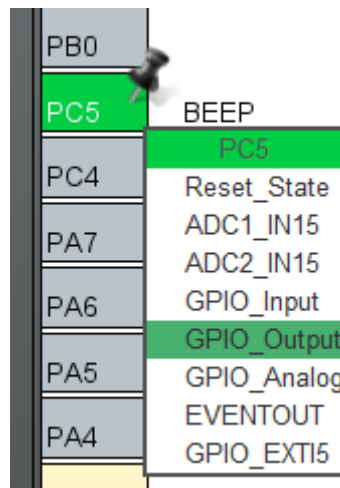 PB0
PC5 BEEP
PC5
PC4
Reset_State
ADC1_IN15
PA7
ADC2_IN15
PA6
GPIO_Input
GPIO_Output
PA5
GPIO_Analog
EVENTOUT
PA4
GPIO_EXTI5